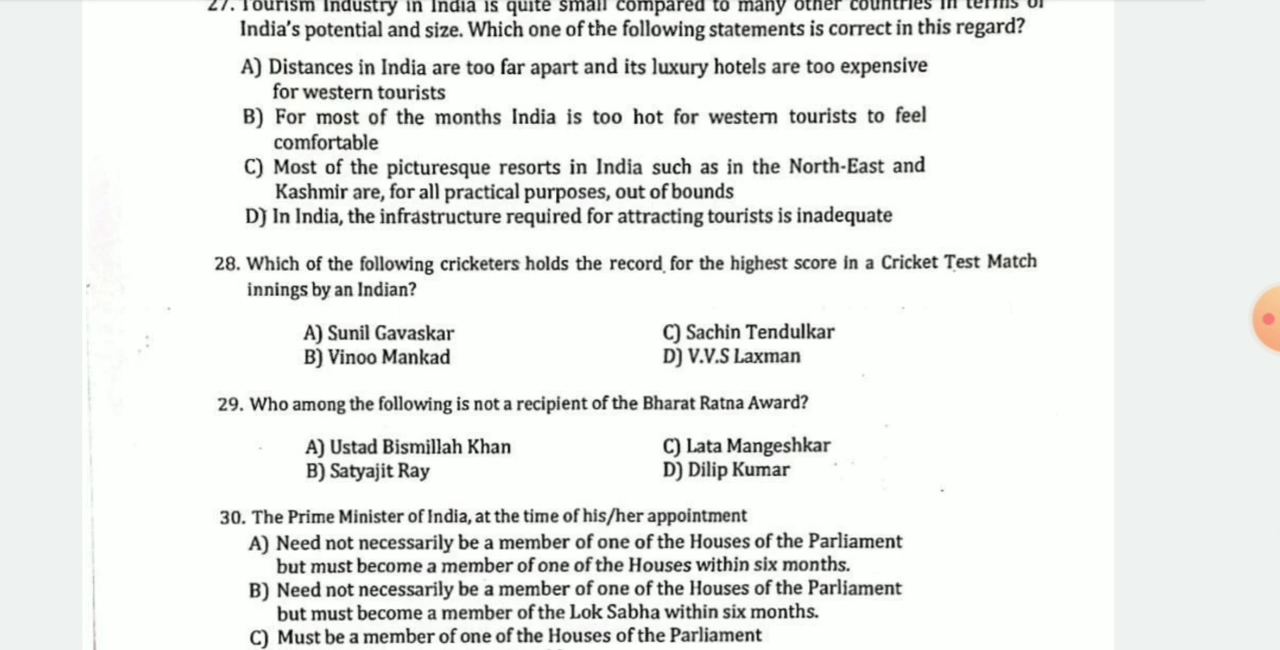 27. Tourism Industry in India is quite small compared to many other countries in terms of
India's potential and size. Which one of the following statements is correct in this regard?
A) Distances in India are too far apart and its luxury hotels are too expensive
for western tourists
B) For most of the months India is too hot for western tourists to feel
comfortable
C) Most of the picturesque resorts in India such as in the North-East and
Kashmir are, for all practical purposes, out of bounds
D) In India, the infrastructure required for attracting tourists is inadequate
28. Which of the following cricketers holds the record for the highest score in a Cricket Test Match
innings by an Indian?
A) Sunil Gavaskar
B) Vinoo Mankad
C) Sachin Tendulkar
D) V.V.S Laxman
29. Who among the following is not a recipient of the Bharat Ratna Award?
A) Ustad Bismillah Khan
B) Satyajit Ray
C) Lata Mangeshkar
D) Dilip Kumar
30. The Prime Minister of India, at the time of his/her appointment
A) Need not necessarily be a member of one of the Houses of the Parliament
but must become a member of one of the Houses within six months.
B) Need not necessarily be a member of one of the Houses of the Parliament
but must become a member of the Lok Sabha within six months.
C) Must be a member of one of the Houses of the Parliament